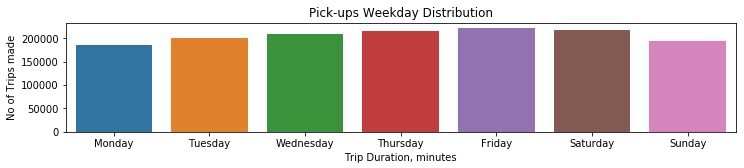 Pick-ups Weekday Distribution
No of Trips made
200000
150000
100000
50000
0
Monday Tuesday Wednesday Thursday Friday Saturday Sunday
Trip Duration, minutes